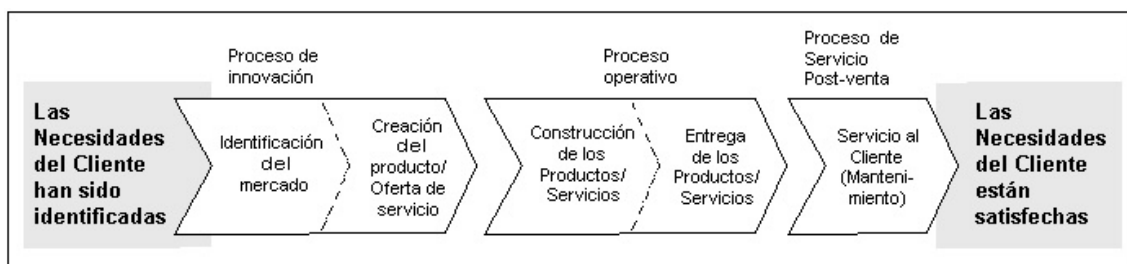 Proceso de
innovación
Proceso
operativo
Proceso de
Servicio
Post-venta
Las
Necesidades
del Cliente
han sido
identificadas
Identificación
del
mercado
Creación
del
producto/
Oferta de
servicio
Construcción
de los
Productos/
Servicios
Entrega
de los
Productos/
Servicios
Servicio al
Cliente
(Manteni-
miento)
Las
Necesidades
del Cliente
están
satisfechas